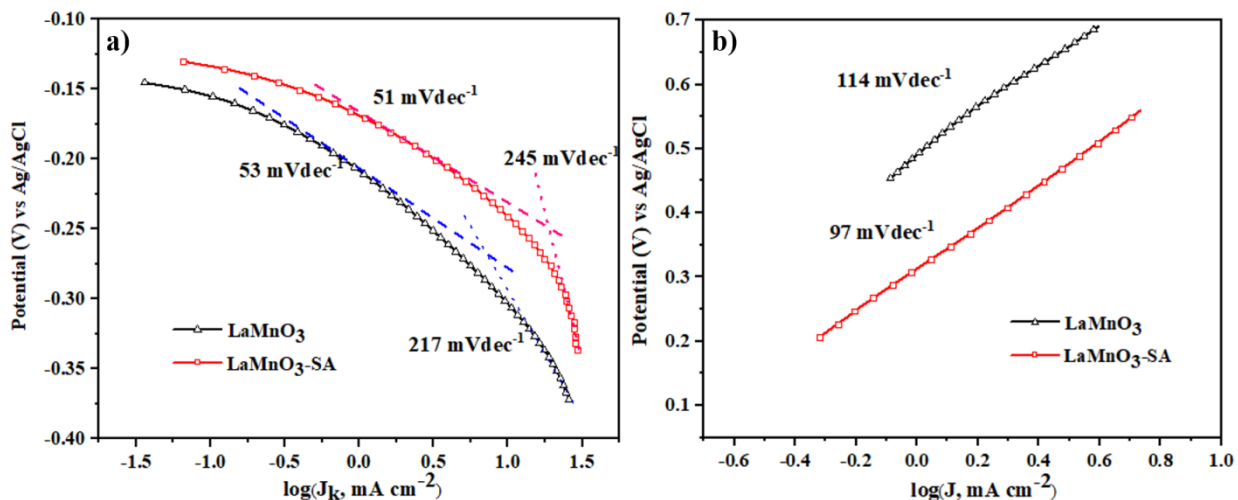 a)
Potential (V) vs Ag/AgCl
-0.10
-0.15
-0.20
-0.25
-0.30
-0.35
-0.40
51 mVdec⁻¹
53 mVdec⁻¹
245 mVdec⁻¹
217 mVdec⁻¹
LaMnO₃
LaMnO₃-SA
-1.5 -1.0 -0.5 0.0 0.5 1.0 1.5
log(Jₖ, mA cm⁻²)
b)
Potential (V) vs Ag/AgCl
0.7
0.6
0.5
0.4
0.3
0.2
0.1
114 mVdec⁻¹
97 mVdec⁻¹
LaMnO₃
LaMnO₃-SA
-0.6 -0.4 -0.2 0.0 0.2 0.4 0.6 0.8 1.0
log(J, mA cm⁻²)